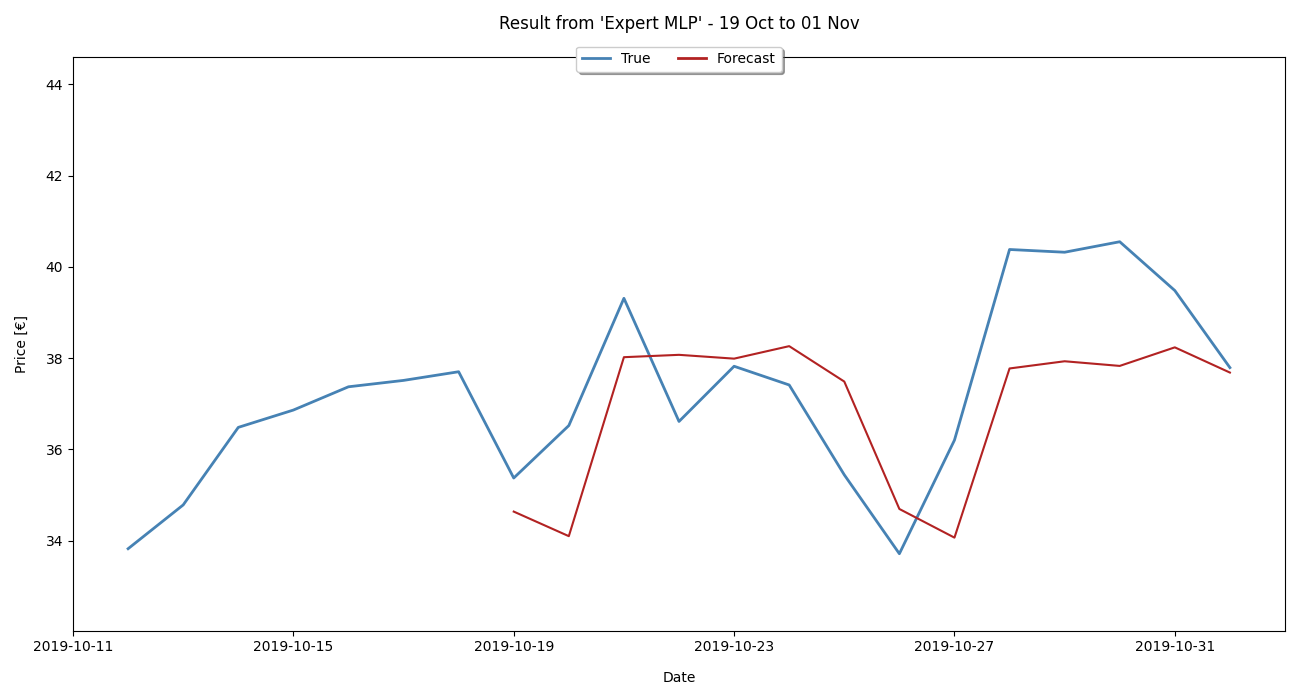 Result from 'Expert MLP' - 19 Oct to 01 Nov
True Forecast
44
42
40
38
36
34
Price [€]
2019-10-11 2019-10-15 2019-10-19 2019-10-23 2019-10-27 2019-10-31
Date